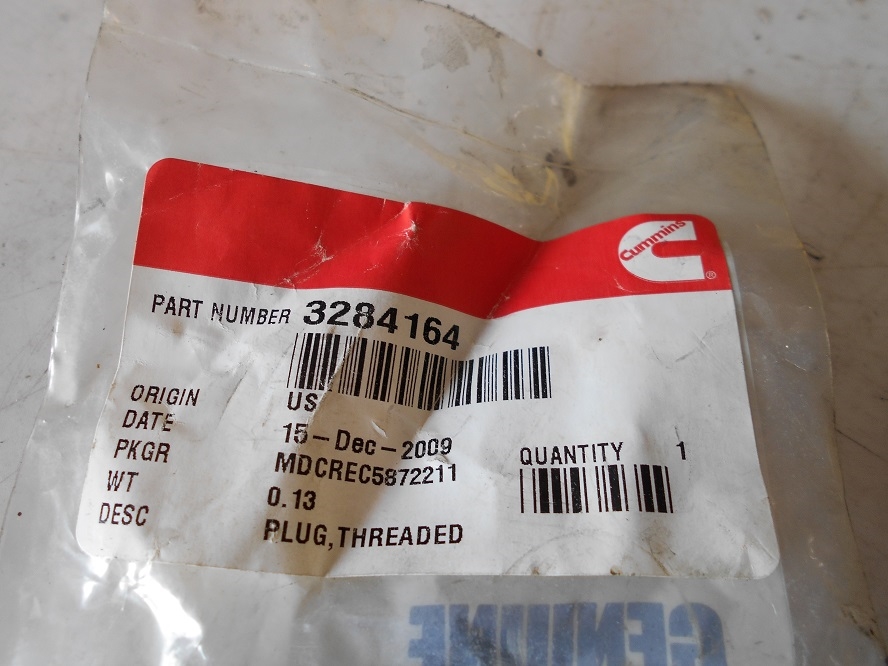 Cummins
®
PART NUMBER 3284164
ORIGIN US
DATE 15-Dec-2009
PKGR MDCREC5872211
QUANTITY 1
WT 0.13
DESC PLUG,THREADED
GENUINE